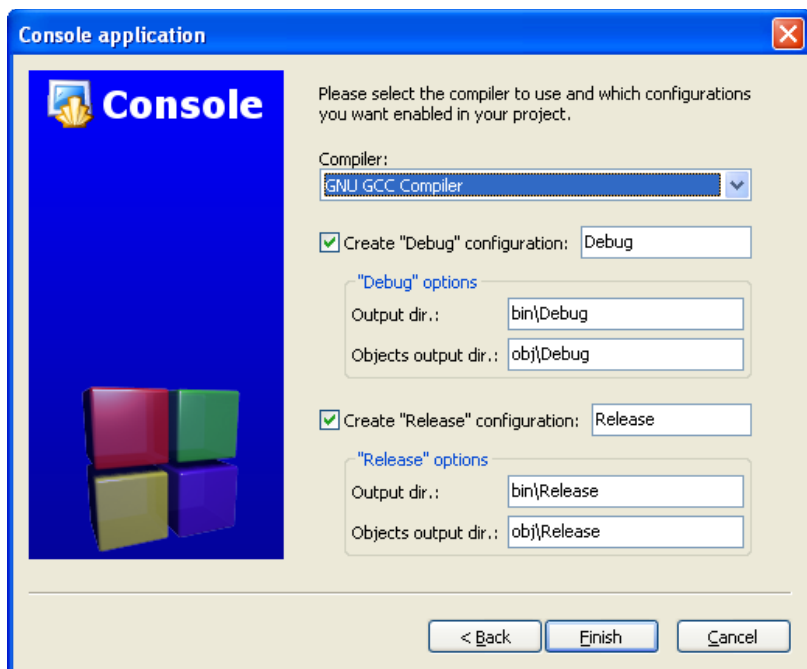 Console application
Console
Please select the compiler to use and which configurations
you want enabled in your project.
Compiler:
GNU GCC Compiler
Create "Debug" configuration: Debug
"Debug" options
Output dir.: bin\Debug
Objects output dir.: obj\Debug
Create "Release" configuration: Release
"Release" options
Output dir.: bin\Release
Objects output dir.: obj\Release
< Back Finish Cancel